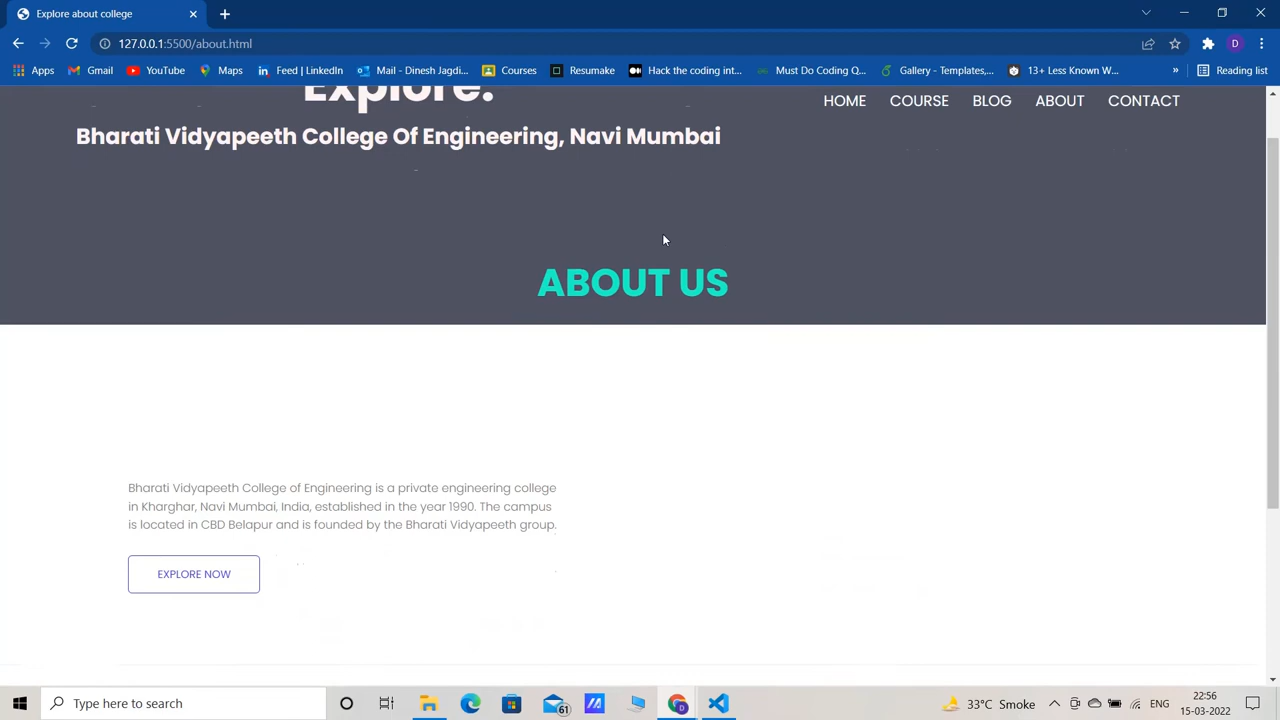 Explore about college
127.0.0.1:5500/about.html
Apps
Gmail
YouTube
Maps
Feed | LinkedIn
Mail - Dinesh Jagdi...
Courses
Resumake
Hack the coding int...
Must Do Coding Q...
Gallery - Templates,...
13+ Less Known W...
»
Reading list
D
Explore.
HOME
COURSE
BLOG
ABOUT
CONTACT
Bharati Vidyapeeth College Of Engineering, Navi Mumbai
ABOUT US
Bharati Vidyapeeth College of Engineering is a private engineering college
in Kharghar, Navi Mumbai, India, established in the year 1990. The campus
is located in CBD Belapur and is founded by the Bharati Vidyapeeth group.
EXPLORE NOW
Type here to search
61
33°C Smoke
ENG
22:56
15-03-2022